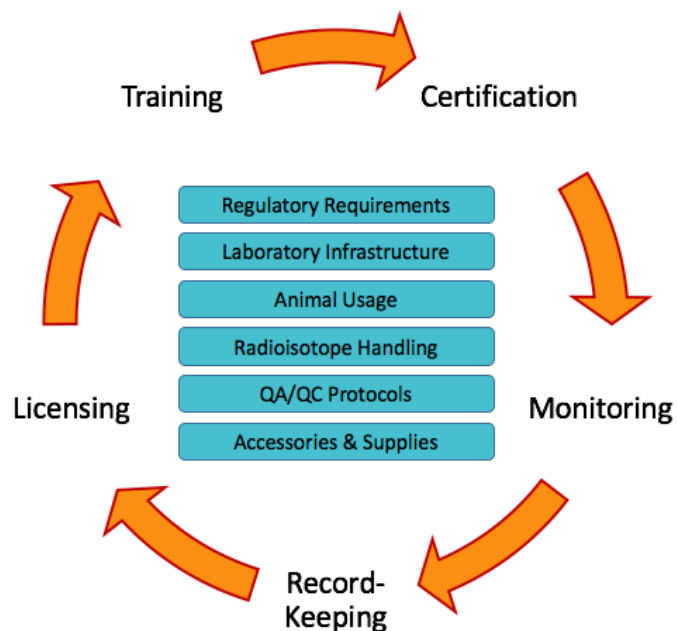 Training
Certification
Regulatory Requirements
Laboratory Infrastructure
Animal Usage
Radioisotope Handling
QA/QC Protocols
Accessories & Supplies
Licensing
Monitoring
Record-
Keeping